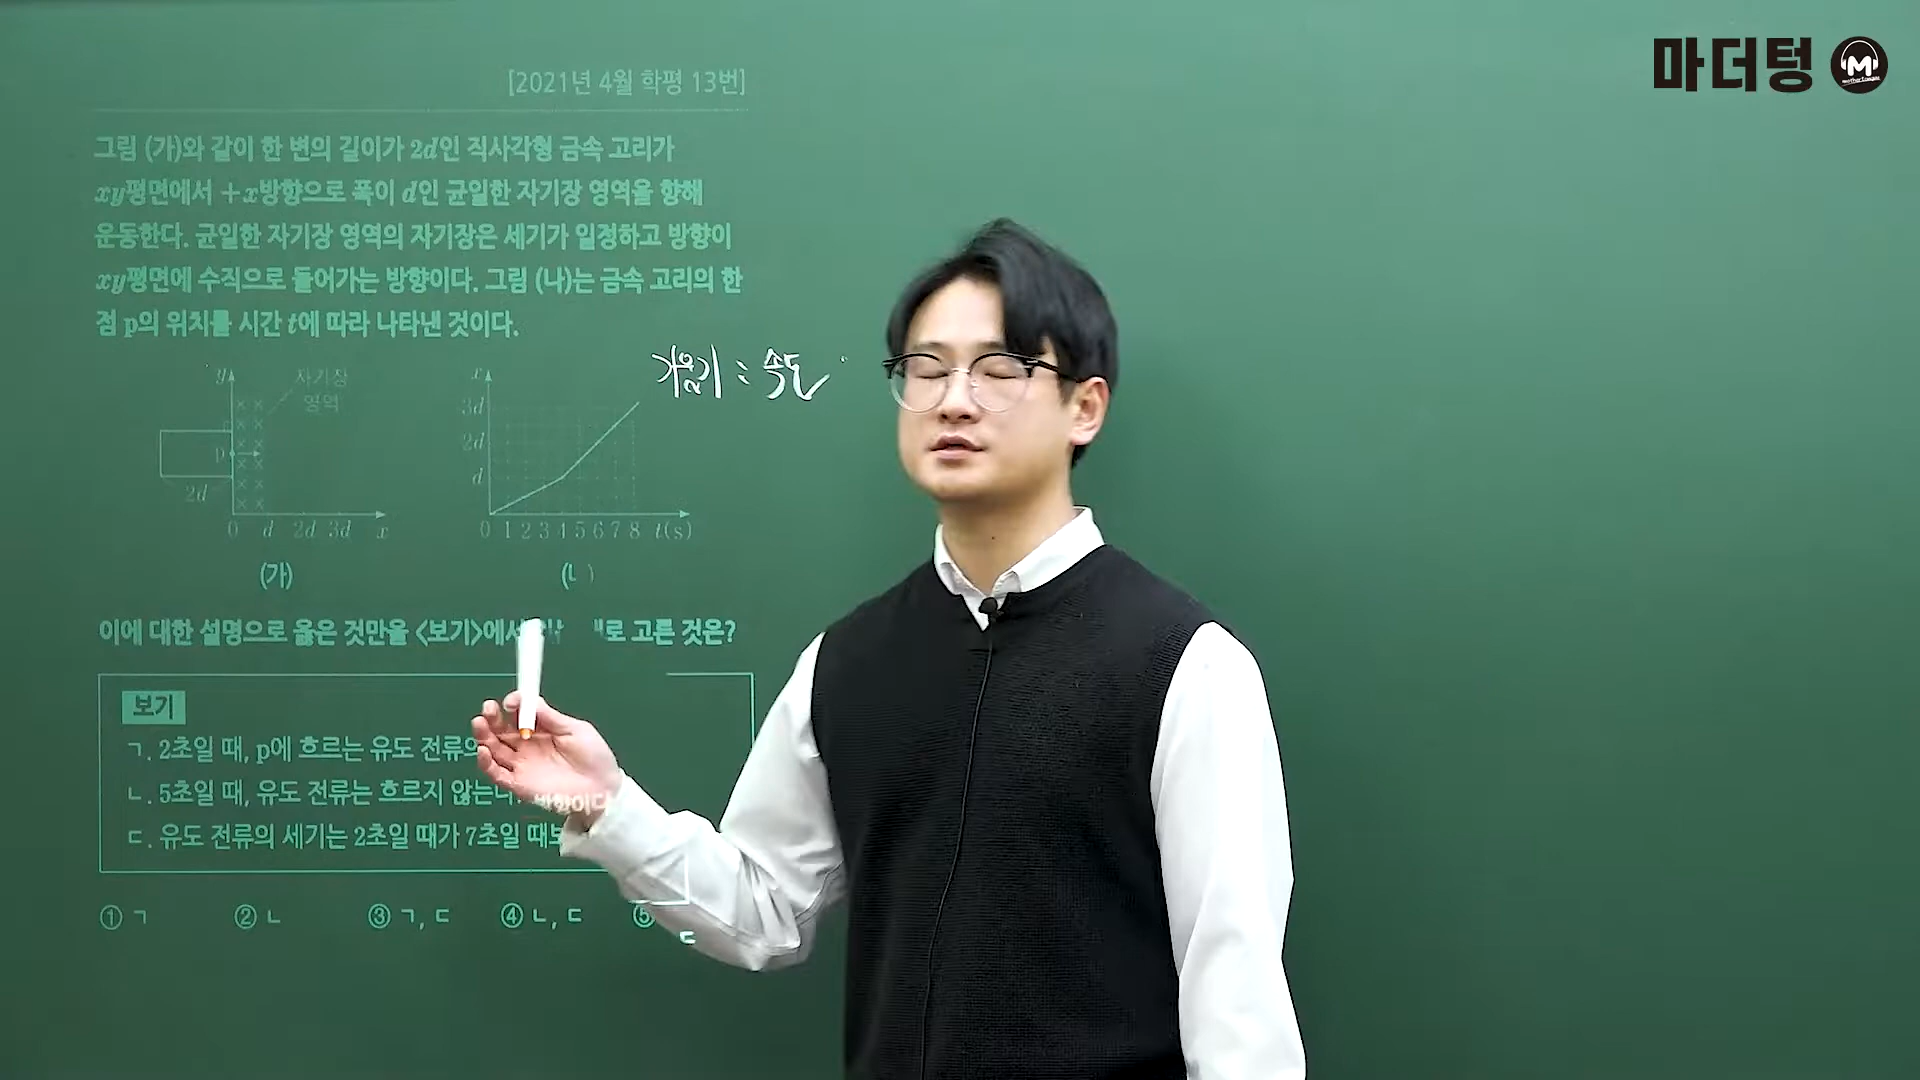 마더텅
[2021년 4월 학평 13번]
그림 (가)와 같이 한 변의 길이가 2d인 직사각형 금속 고리가
xy평면에서 +x방향으로 폭이 d인 균일한 자기장 영역을 향해
운동한다. 균일한 자기장 영역의 자기장은 세기가 일정하고 방향이
xy평면에 수직으로 들어가는 방향이다. 그림 (나)는 금속 고리의 한
점 p의 위치를 시간 t에 따라 나타낸 것이다.
기울기 : 속도
y 자기장
영역
p
2d
0 d 2d 3d x
(가)
x
3d
2d
d
0 1 2 3 4 5 6 7 8 t(s)
이에 대한 설명으로 옳은 것만을 <보기>에서 로 고른 것은?
보기
ㄱ. 2초일 때, p에 흐르는 유도 전류의
ㄴ. 5초일 때, 유도 전류는 흐르지 않는다. 방향이다
ㄷ. 유도 전류의 세기는 2초일 때가 7초일 때보
① ㄱ ② ㄴ ③ ㄱ, ㄷ ④ ㄴ, ㄷ ⑤ ㄷ